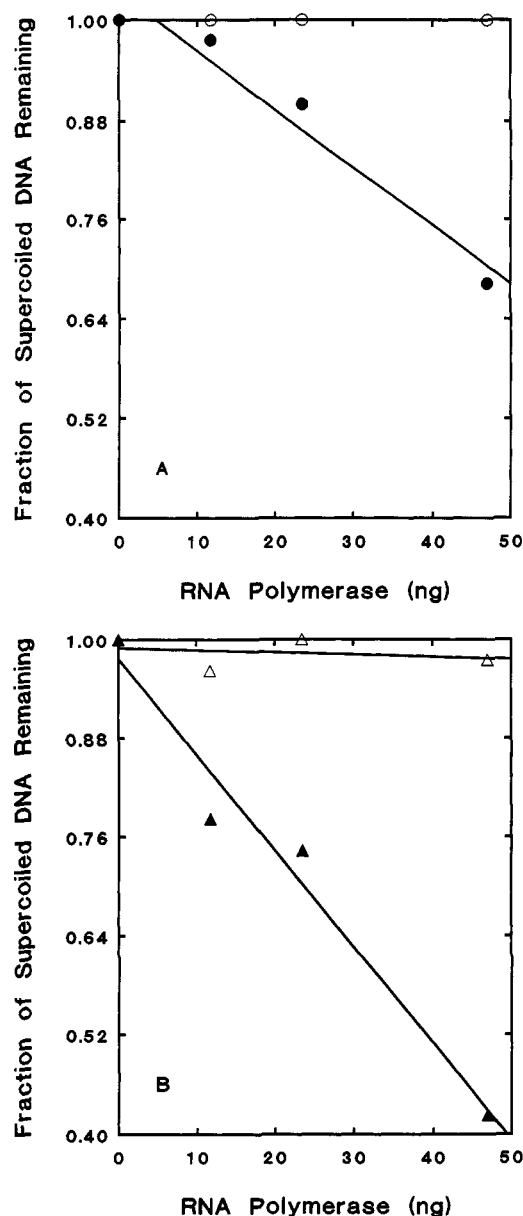 Fraction of Supercoiled DNA Remaining
1.00
0.88
0.76
0.64
0.52
0.40
A
0 10 20 30 40 50
RNA Polymerase (ng)
Fraction of Supercoiled DNA Remaining
1.00
0.88
0.76
0.64
0.52
0.40
B
0 10 20 30 40 50
RNA Polymerase (ng)